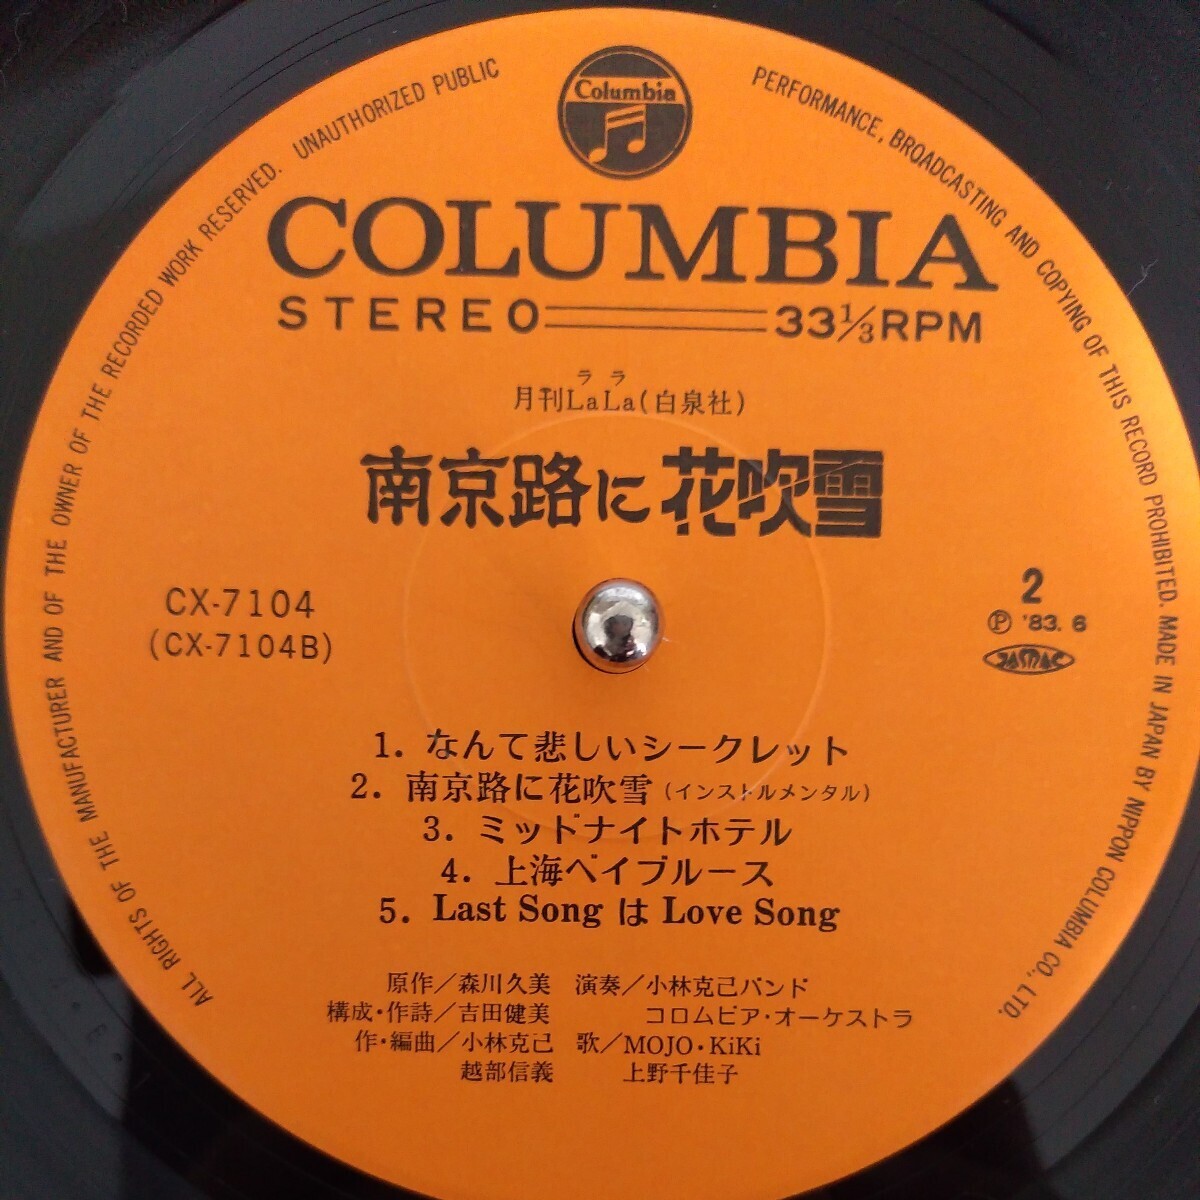 Columbia
ALL RIGHTS OF THE MANUFACTURER AND OF THE OWNER OF THE RECORDED WORK RESERVED. UNAUTHORIZED PUBLIC PERFORMANCE, BROADCASTING AND COPYING OF THIS RECORD PROHIBITED. MADE IN JAPAN BY NIPPON COLUMBIA CO., LTD.
COLUMBIA
STEREO 33⅓RPM
ララ
月刊LaLa(白泉社)
南京路に花吹雪
CX-7104
(CX-7104B)
2
Ⓟ '83. 6
JASRAC
1. なんて悲しいシークレット
2. 南京路に花吹雪(インストルメンタル)
3. ミッドナイトホテル
4. 上海ベイブルース
5. Last Song は Love Song
原作/森川久美 演奏/小林克己バンド
構成・作詩/吉田健美 コロムビア・オーケストラ
作・編曲/小林克己 歌/MOJO・KiKi
越部信義 上野千佳子